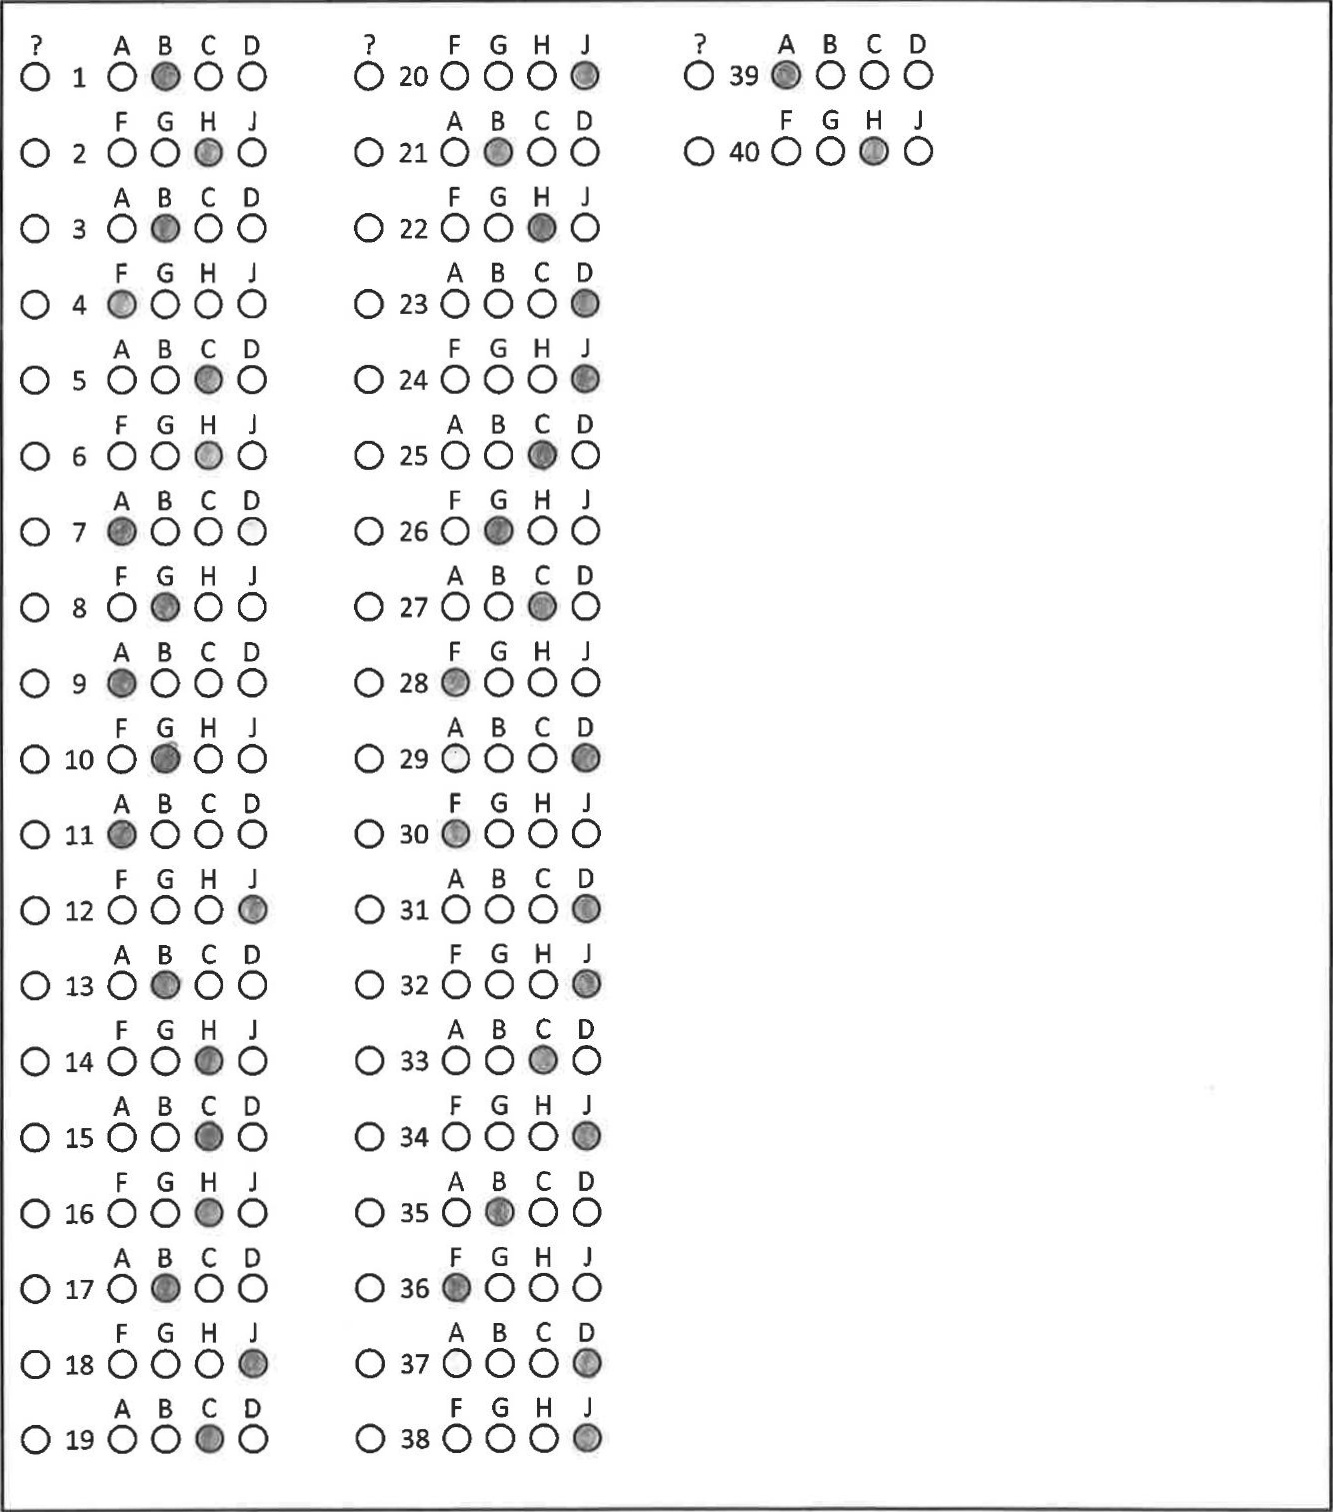 ? A B C D
1
F G H J
2
A B C D
3
F G H J
4
A B C D
5
F G H J
6
A B C D
7
F G H J
8
A B C D
9
F G H J
10
A B C D
11
F G H J
12
A B C D
13
F G H J
14
A B C D
15
F G H J
16
A B C D
17
F G H J
18
A B C D
19
? F G H J
20
A B C D
21
F G H J
22
A B C D
23
F G H J
24
A B C D
25
F G H J
26
A B C D
27
F G H J
28
A B C D
29
F G H J
30
A B C D
31
F G H J
32
A B C D
33
F G H J
34
A B C D
35
F G H J
36
A B C D
37
F G H J
38
? A B C D
39
F G H J
40